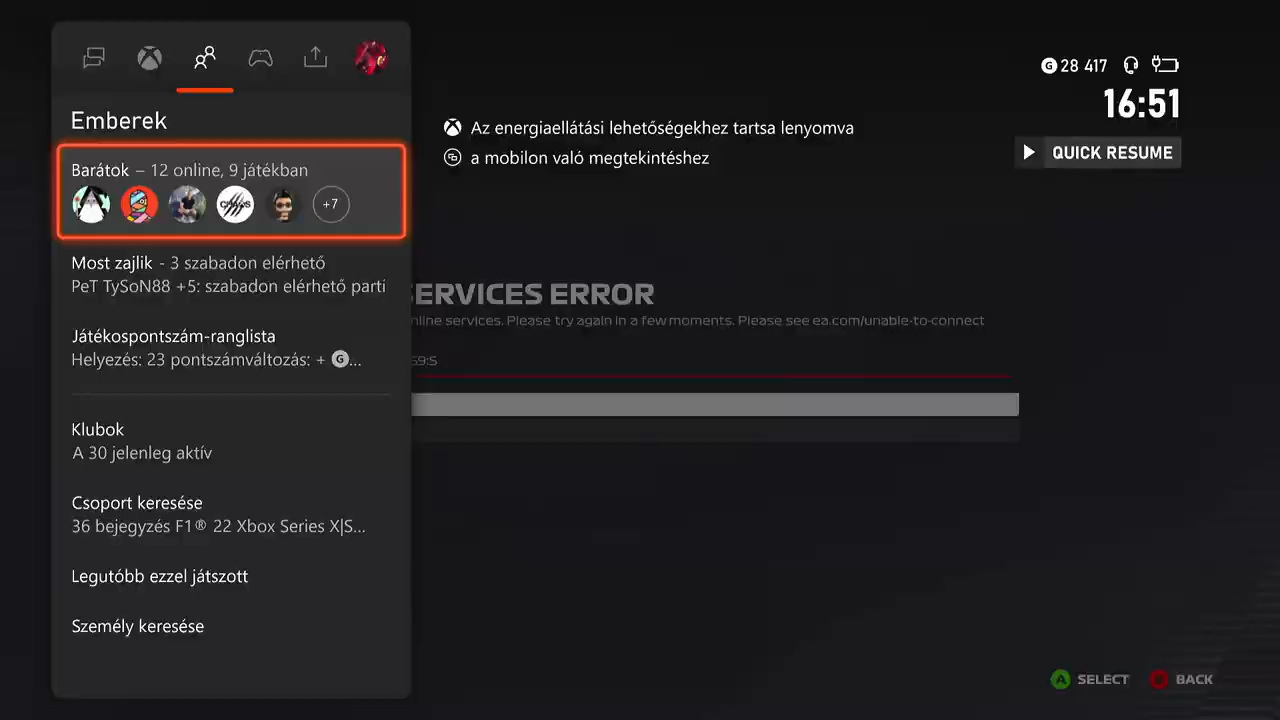 Emberek
Barátok – 12 online, 9 játékban
CHAOS
+7
Most zajlik - 3 szabadon elérhető
PeT TySoN88 +5: szabadon elérhető parti
Játékospontszám-ranglista
Helyezés: 23 pontszámváltozás: + G...
Klubok
A 30 jelenleg aktív
Csoport keresése
36 bejegyzés F1® 22 Xbox Series X|S...
Legutóbb ezzel játszott
Személy keresése
Az energiaellátási lehetőségekhez tartsa lenyomva
a mobilon való megtekintéshez
G 28 417
16:51
QUICK RESUME
ERVICES ERROR
nline services. Please try again in a few moments. Please see ea.com/unable-to-connect
59:S
A SELECT
BACK